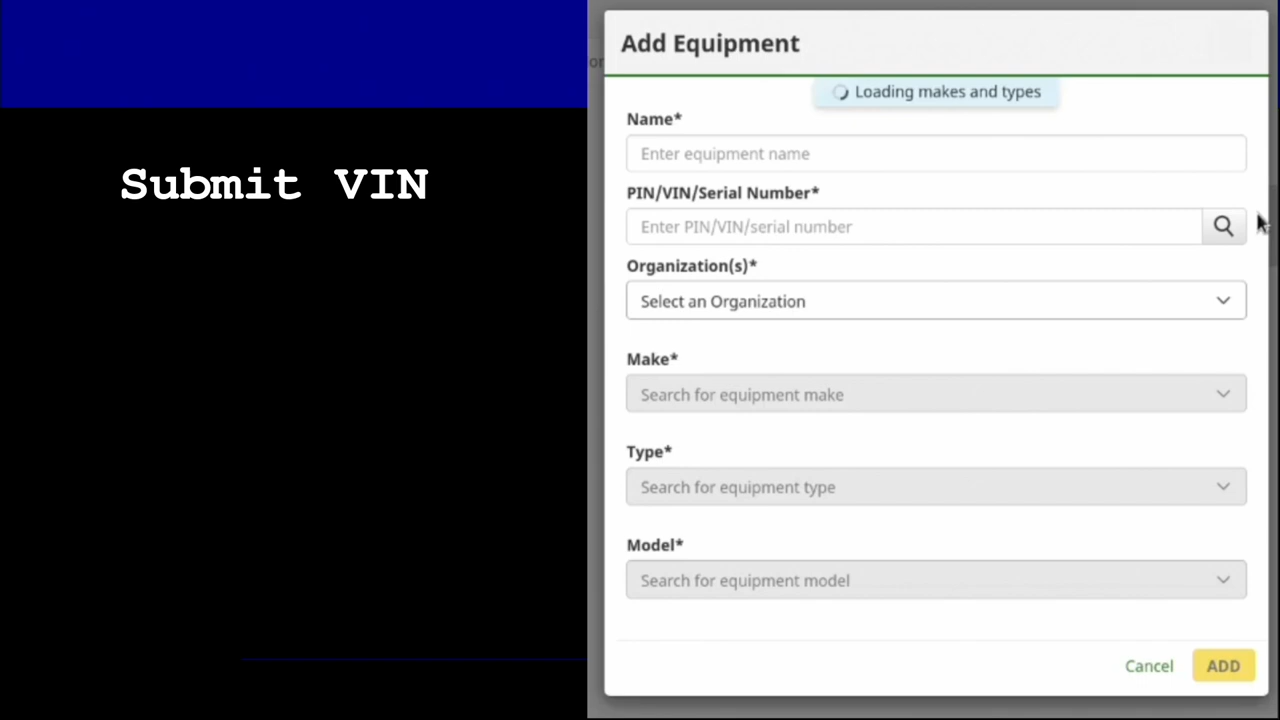 Submit VIN
or
Add Equipment
Loading makes and types
Name*
Enter equipment name
PIN/VIN/Serial Number*
Enter PIN/VIN/serial number
Organization(s)*
Select an Organization
Make*
Search for equipment make
Type*
Search for equipment type
Model*
Search for equipment model
Cancel
ADD